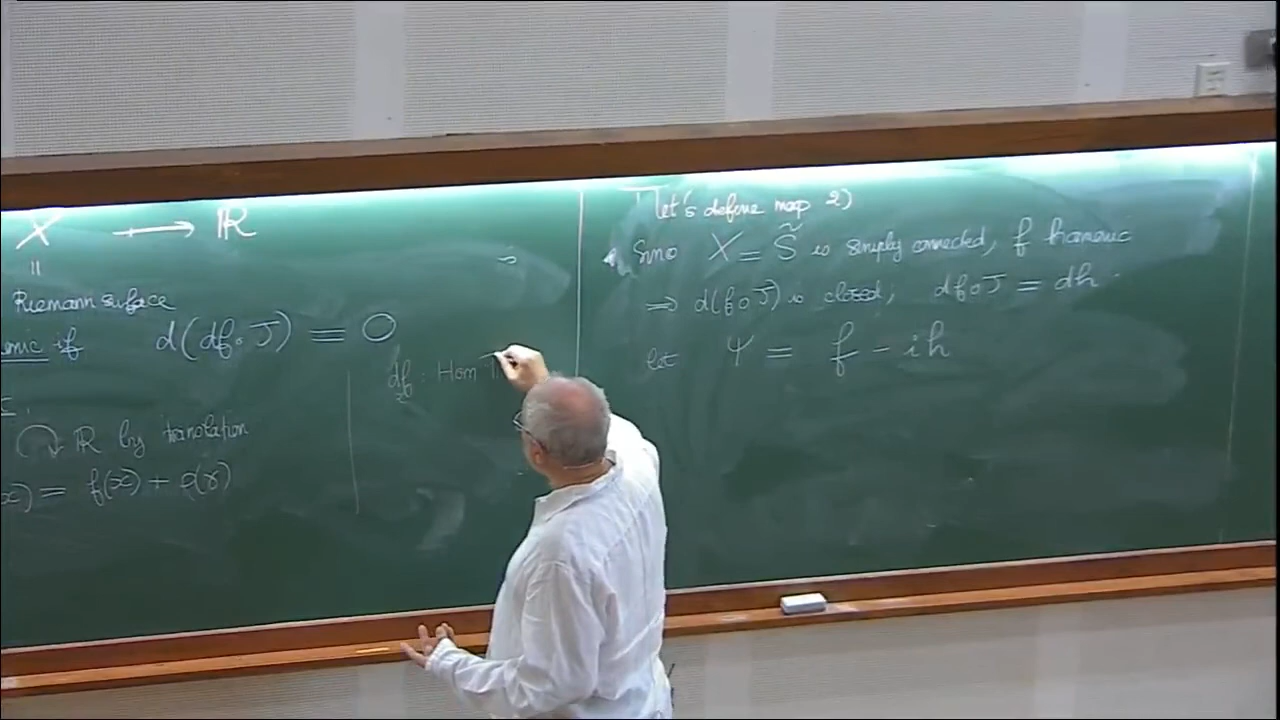 X ⟼ ℝ
=
Riemann surface
if d(df∘J) ≡ 0
df : Hom
ℝ by translation
x) = f(x) + ρ(γ)
Let's define map 2)
X = S̃ is simply connected, f harmonic
⟹ d(f∘J) is closed; df∘J = dh
let Ψ = f - ih